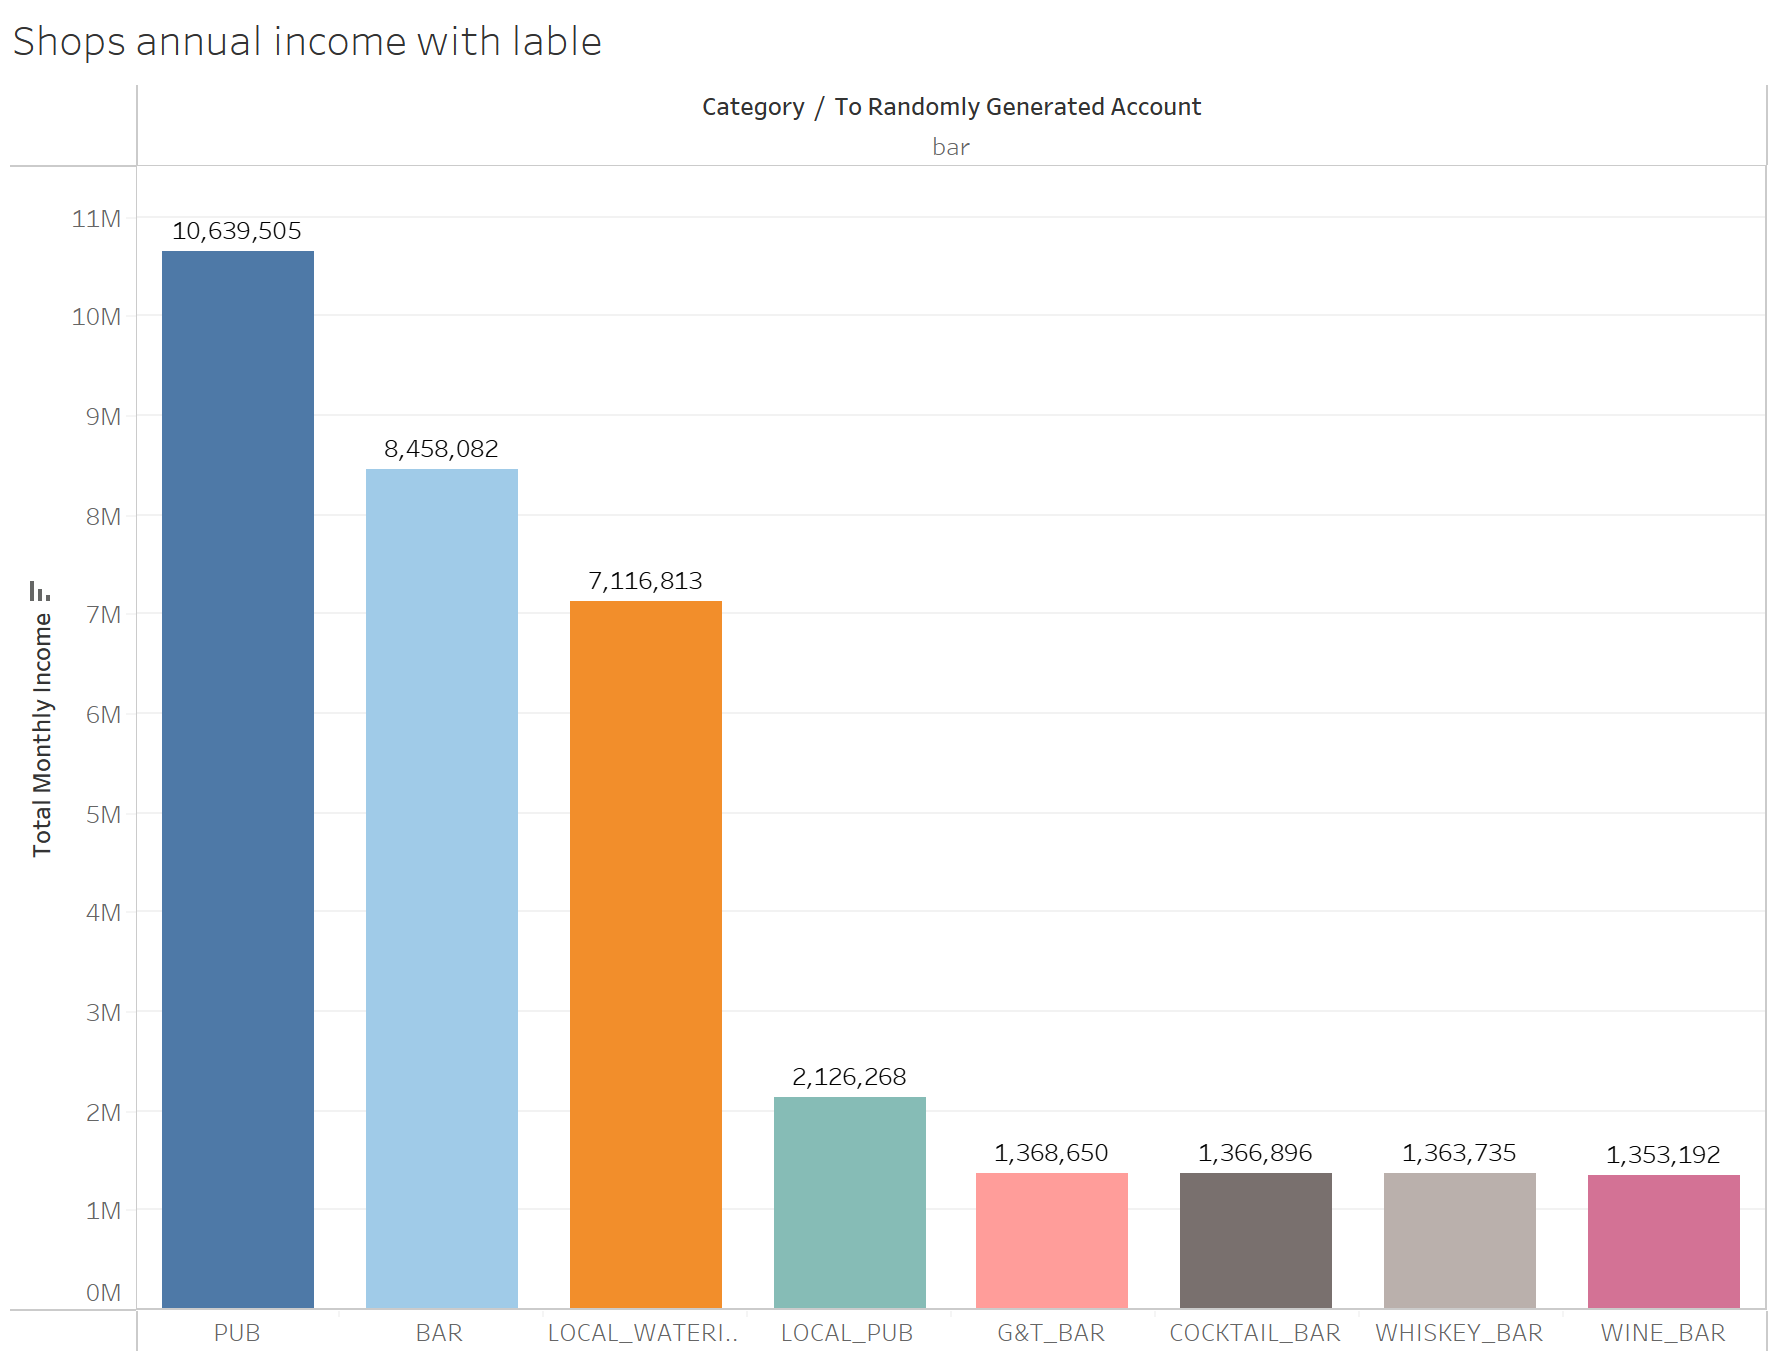 Shops annual income with lable
Category / To Randomly Generated Account
bar
Total Monthly Income
11M
10M
9M
8M
7M
6M
5M
4M
3M
2M
1M
0M
10,639,505
8,458,082
7,116,813
2,126,268
1,368,650
1,366,896
1,363,735
1,353,192
PUB
BAR
LOCAL_WATERI..
LOCAL_PUB
G&T_BAR
COCKTAIL_BAR
WHISKEY_BAR
WINE_BAR